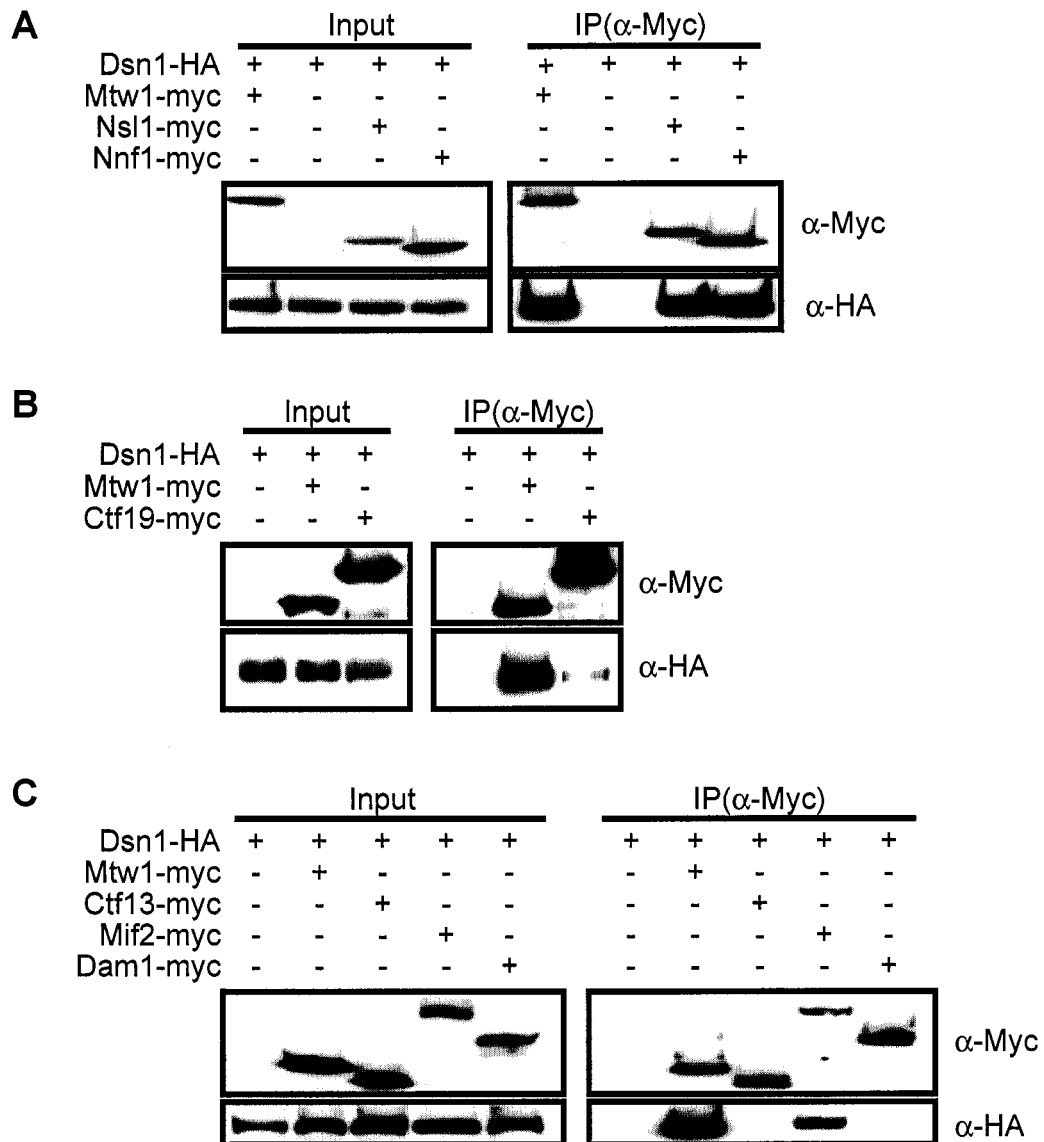 A
Input IP(α-Myc)
Dsn1-HA + + + + + + + +
Mtw1-myc + - - - + - - -
Nsl1-myc - - + - - - + -
Nnf1-myc - - - + - - - +
α-Myc
α-HA
B
Input IP(α-Myc)
Dsn1-HA + + + + + +
Mtw1-myc - + - - + -
Ctf19-myc - - + - - +
α-Myc
α-HA
C
Input IP(α-Myc)
Dsn1-HA + + + + + + + + + +
Mtw1-myc - + - - - - + - - -
Ctf13-myc - - + - - - - + - -
Mif2-myc - - - + - - - - + -
Dam1-myc - - - - + - - - - +
α-Myc
α-HA